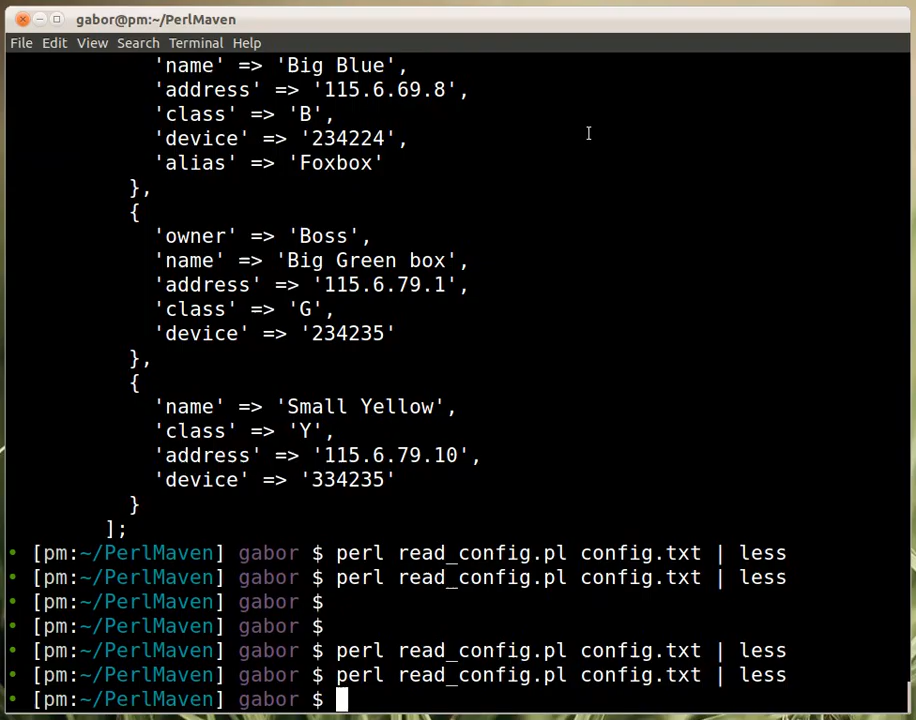 gabor@pm:~/PerlMaven
File Edit View Search Terminal Help
'name' => 'Big Blue',
'address' => '115.6.69.8',
'class' => 'B',
'device' => '234224',
'alias' => 'Foxbox'
},
{
'owner' => 'Boss',
'name' => 'Big Green box',
'address' => '115.6.79.1',
'class' => 'G',
'device' => '234235'
},
{
'name' => 'Small Yellow',
'class' => 'Y',
'address' => '115.6.79.10',
'device' => '334235'
}
];
• [pm:~/PerlMaven] gabor $ perl read_config.pl config.txt | less
• [pm:~/PerlMaven] gabor $ perl read_config.pl config.txt | less
• [pm:~/PerlMaven] gabor $
• [pm:~/PerlMaven] gabor $
• [pm:~/PerlMaven] gabor $ perl read_config.pl config.txt | less
• [pm:~/PerlMaven] gabor $ perl read_config.pl config.txt | less
• [pm:~/PerlMaven] gabor $